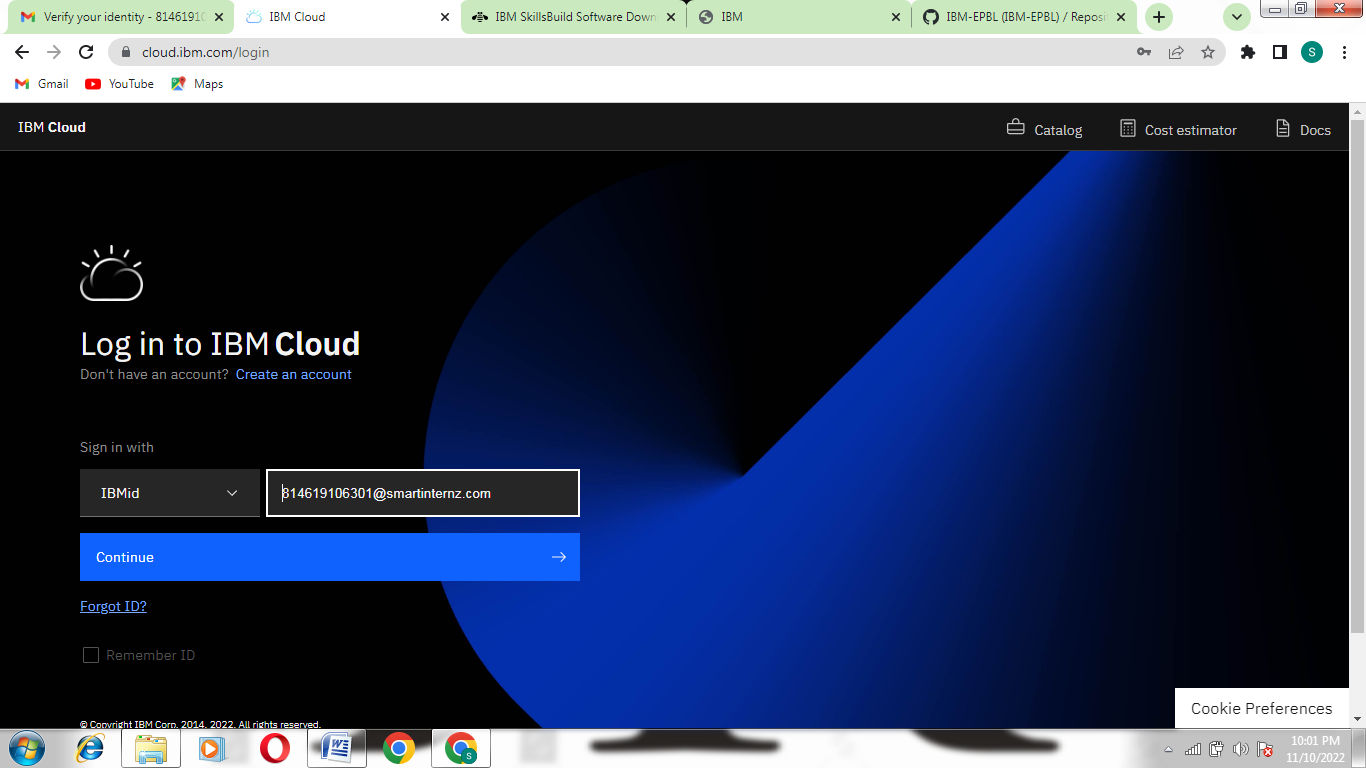 Verify your identity - 81461910
IBM Cloud
IBM SkillsBuild Software Down
IBM
IBM-EPBL (IBM-EPBL) / Reposi
cloud.ibm.com/login
S
Gmail
YouTube
Maps
IBM Cloud
Catalog
Cost estimator
Docs
Log in to IBM Cloud
Don't have an account? Create an account
Sign in with
IBMid
814619106301@smartinternz.com
Continue
Forgot ID?
Remember ID
© Copyright IBM Corp. 2014, 2022. All rights reserved.
Cookie Preferences
S
10:01 PM
11/10/2022